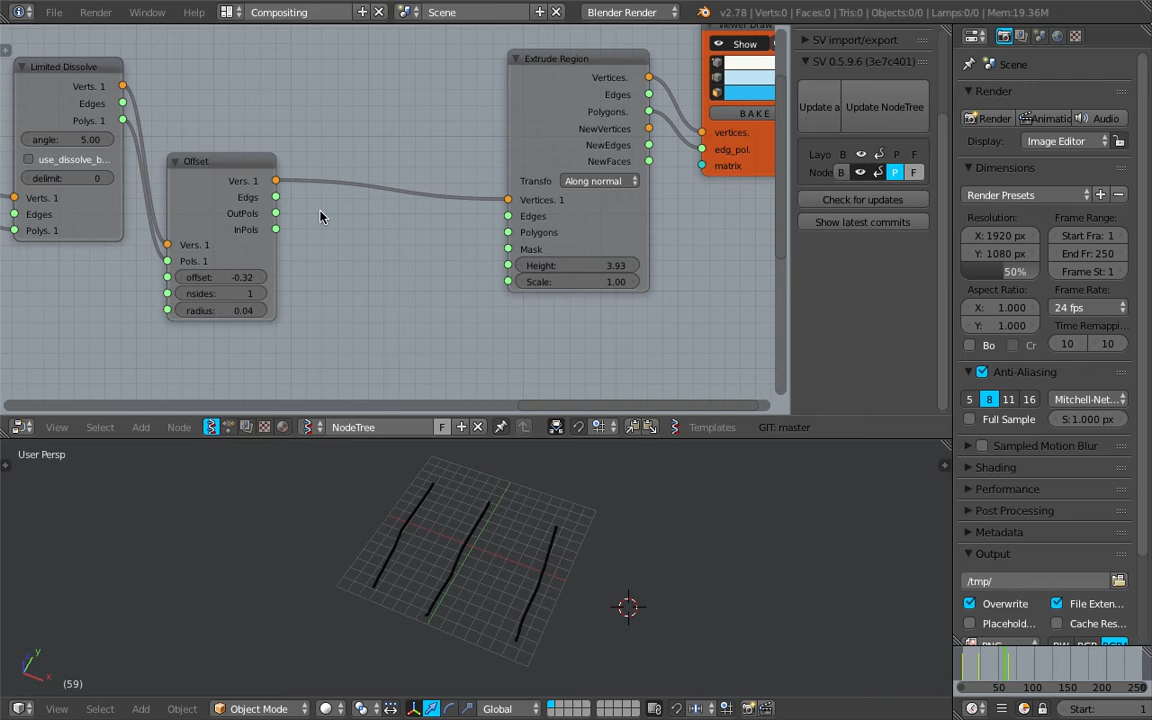 File
Render
Window
Help
Compositing
Scene
Blender Render
v2.78 | Verts:0 | Faces:0 | Tris:0 | Objects:0/0 | Lamps:0/0 | Mem:19.36M
Limited Dissolve
Verts. 1
Edges
Polys. 1
angle: 5.00
use_dissolve_b...
delimit: 0
Verts. 1
Edges
Polys. 1
Offset
Vers. 1
Edgs
OutPols
InPols
Vers. 1
Pols. 1
offset: -0.32
nsides: 1
radius: 0.04
Extrude Region
Vertices.
Edges
Polygons.
NewVertices
NewEdges
NewFaces
Transfo
Along normal
Vertices. 1
Edges
Polygons
Mask
Height: 3.93
Scale: 1.00
Viewer Draw
Show
BAKE
vertices.
edg_pol.
matrix
SV import/export
SV 0.5.9.6 (3e7c401)
Update a
Update NodeTree
Layo
B
P
F
Node
B
P
F
Check for updates
Show latest commits
View
Select
Add
Node
NodeTree
F
Templates
GIT: master
User Persp
y
x
(59)
View
Select
Add
Object
Object Mode
Global
Scene
Render
Render
Animatic
Audio
Display:
Image Editor
Dimensions
Render Presets
Resolution:
Frame Range:
X: 1920 px
Start Fra: 1
Y: 1080 px
End Fr: 250
50%
Frame St: 1
Aspect Ratio:
Frame Rate:
X: 1.000
24 fps
Y: 1.000
Time Remappi...
Bo
Cr
10
10
Anti-Aliasing
5
8
11
16
Mitchell-Net...
Full Sample
S: 1.000 px
Sampled Motion Blur
Shading
Performance
Post Processing
Metadata
Output
/tmp/
Overwrite
File Exten...
Placehold...
Cache Res...
50
100
150
200
250
Start: 1